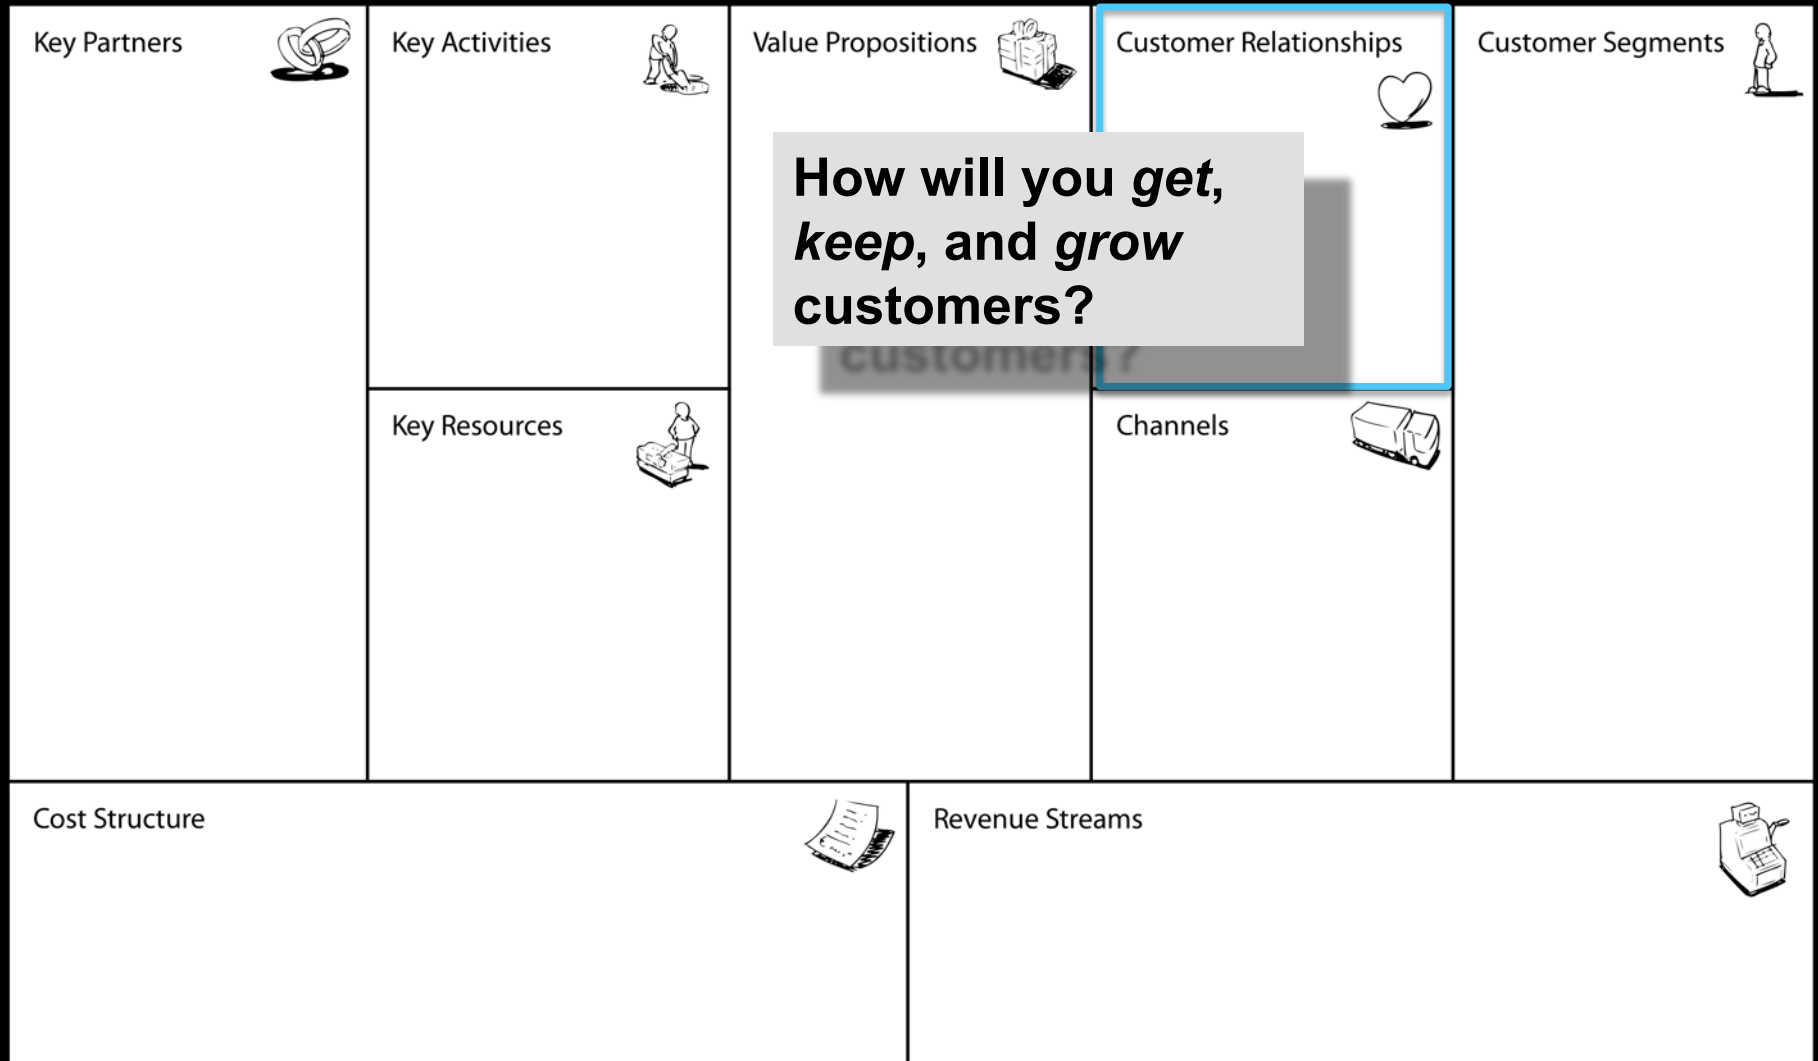 Key Partners
Key Activities
Value Propositions
Customer Relationships
Customer Segments
How will you get,
keep, and grow
customers?
customers?
Key Resources
Channels
Cost Structure
Revenue Streams